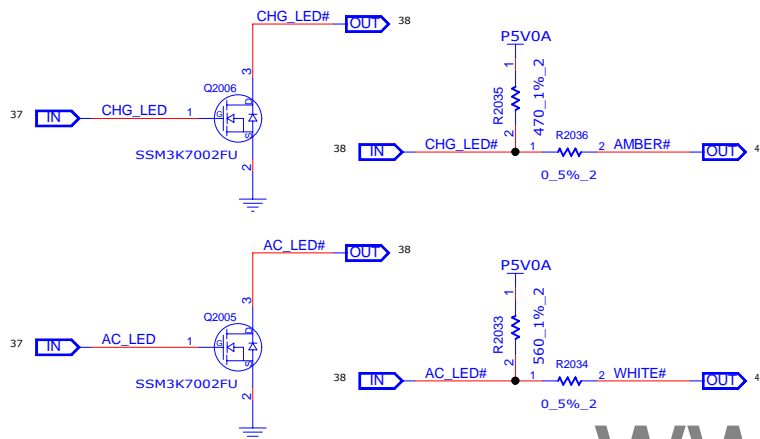 CHG_LED#
OUT
38
3
Q2006
D
37
IN
CHG_LED
1
G
S
SSM3K7002FU
2
P5V0A
1
R2035
470_1%_2
2
38
IN
CHG_LED#
1
R2036
2
AMBER#
OUT
4
0_5%_2
AC_LED#
OUT
38
3
Q2005
D
37
IN
AC_LED
1
G
S
SSM3K7002FU
2
P5V0A
1
R2033
560_1%_2
2
38
IN
AC_LED#
1
R2034
2
WHITE#
OUT
4
0_5%_2